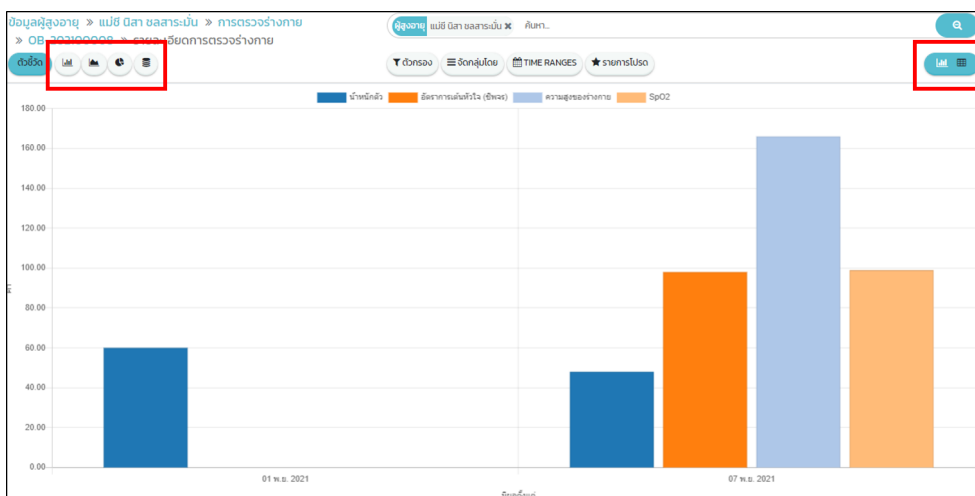 ข้อมูลผู้สูงอายุ » แม่ชี นิสา ชลสาระมั่น » การตรวจร่างกาย
» OB-202100008 » รายละเอียดการตรวจร่างกาย
ผู้สูงอายุ แม่ชี นิสา ชลสาระมั่น ✖ ค้นหา...
ตัวชี้วัด
ตัวกรอง จัดกลุ่มโดย TIME RANGES รายการโปรด
น้ำหนักตัว อัตราการเต้นหัวใจ (ชีพจร) ความสูงของร่างกาย SpO2
180.00
160.00
140.00
120.00
100.00
80.00
60.00
40.00
20.00
0.00
01 พ.ย. 2021 07 พ.ย. 2021